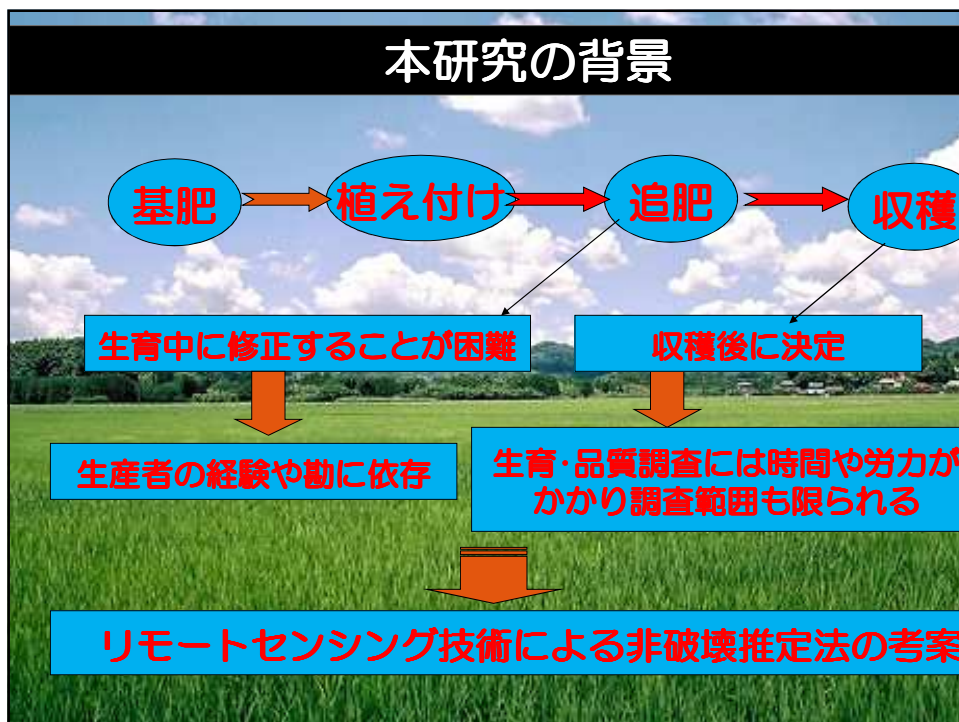 本研究の背景
基肥
植え付け
追肥
収穫
生育中に修正することが困難
収穫後に決定
生産者の経験や勘に依存
生育・品質調査には時間や労力が
かかり調査範囲も限られる
リモートセンシング技術による非破壊推定法の考案